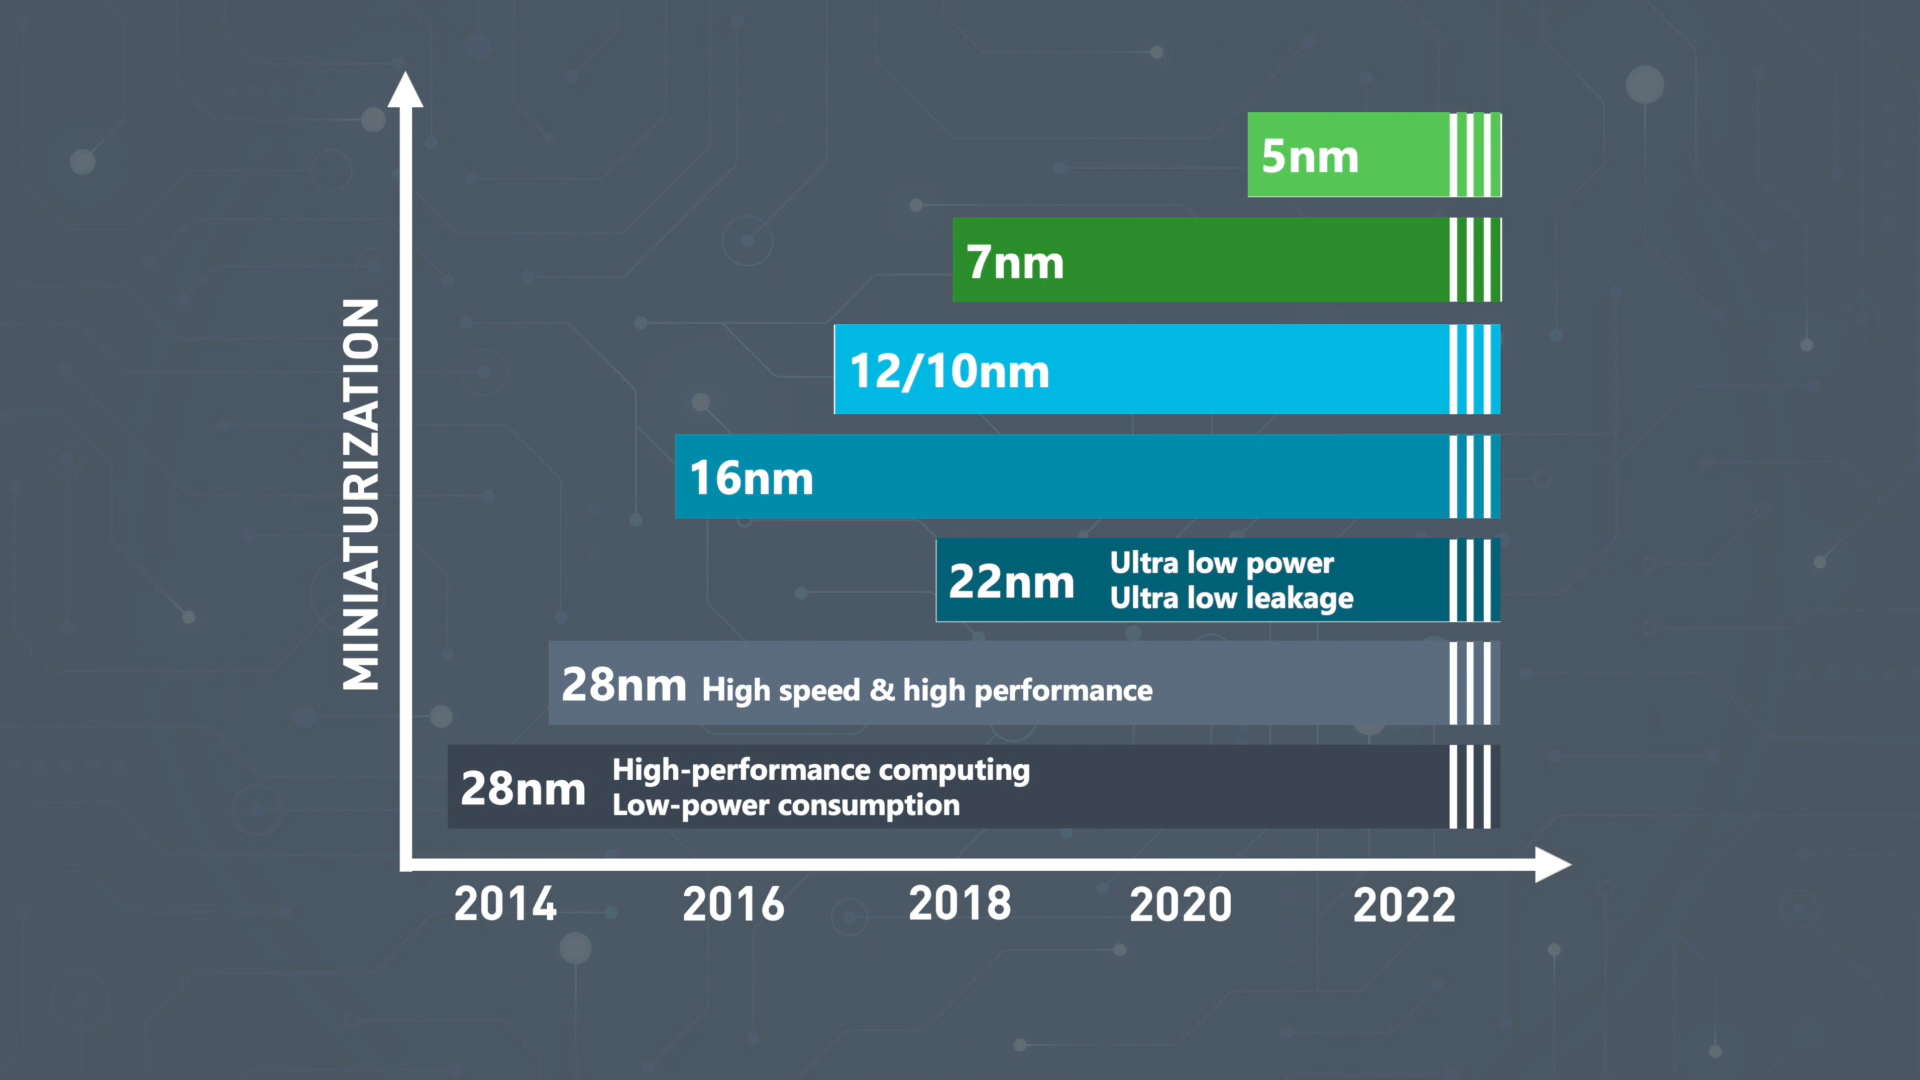 MINIATURIZATION
5nm
7nm
12/10nm
16nm
22nm
Ultra low power
Ultra low leakage
28nm High speed & high performance
28nm
High-performance computing
Low-power consumption
2014 2016 2018 2020 2022